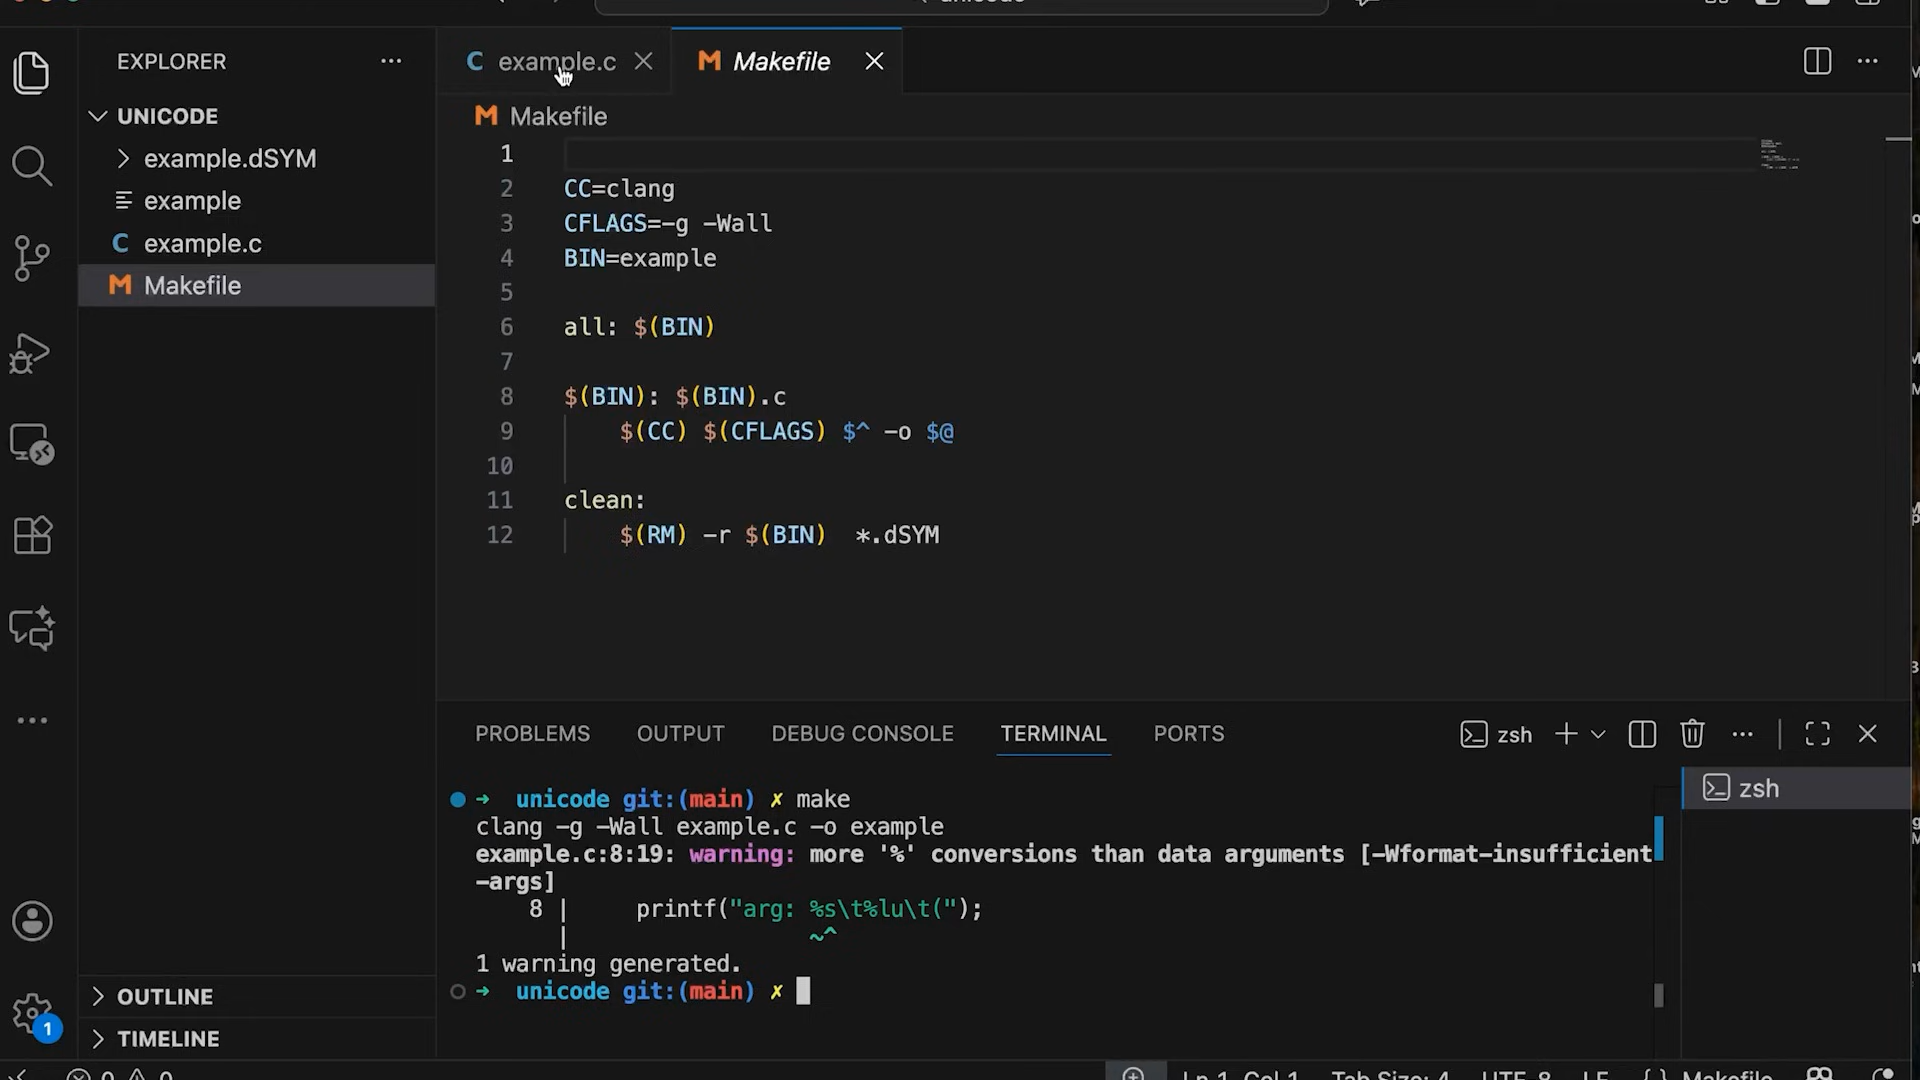 unicode
EXPLORER
example.c
Makefile
UNICODE
example.dSYM
example
example.c
Makefile
Makefile
1
2 CC=clang
3 CFLAGS=-g -Wall
4 BIN=example
5
6 all: $(BIN)
7
8 $(BIN): $(BIN).c
9 $(CC) $(CFLAGS) $^ -o $@
10
11 clean:
12 $(RM) -r $(BIN)  *.dSYM
PROBLEMS OUTPUT DEBUG CONSOLE TERMINAL PORTS zsh
zsh
➜ unicode git:(main) ✗ make
clang -g -Wall example.c -o example
example.c:8:19: warning: more '%' conversions than data arguments [-Wformat-insufficient
-args]
8 | printf("arg: %s\t%lu\t(");
| ~^
1 warning generated.
➜ unicode git:(main) ✗
OUTLINE
1
TIMELINE
0 0 Ln 1, Col 1 Tab Size: 4 UTF-8 LF {} Makefile